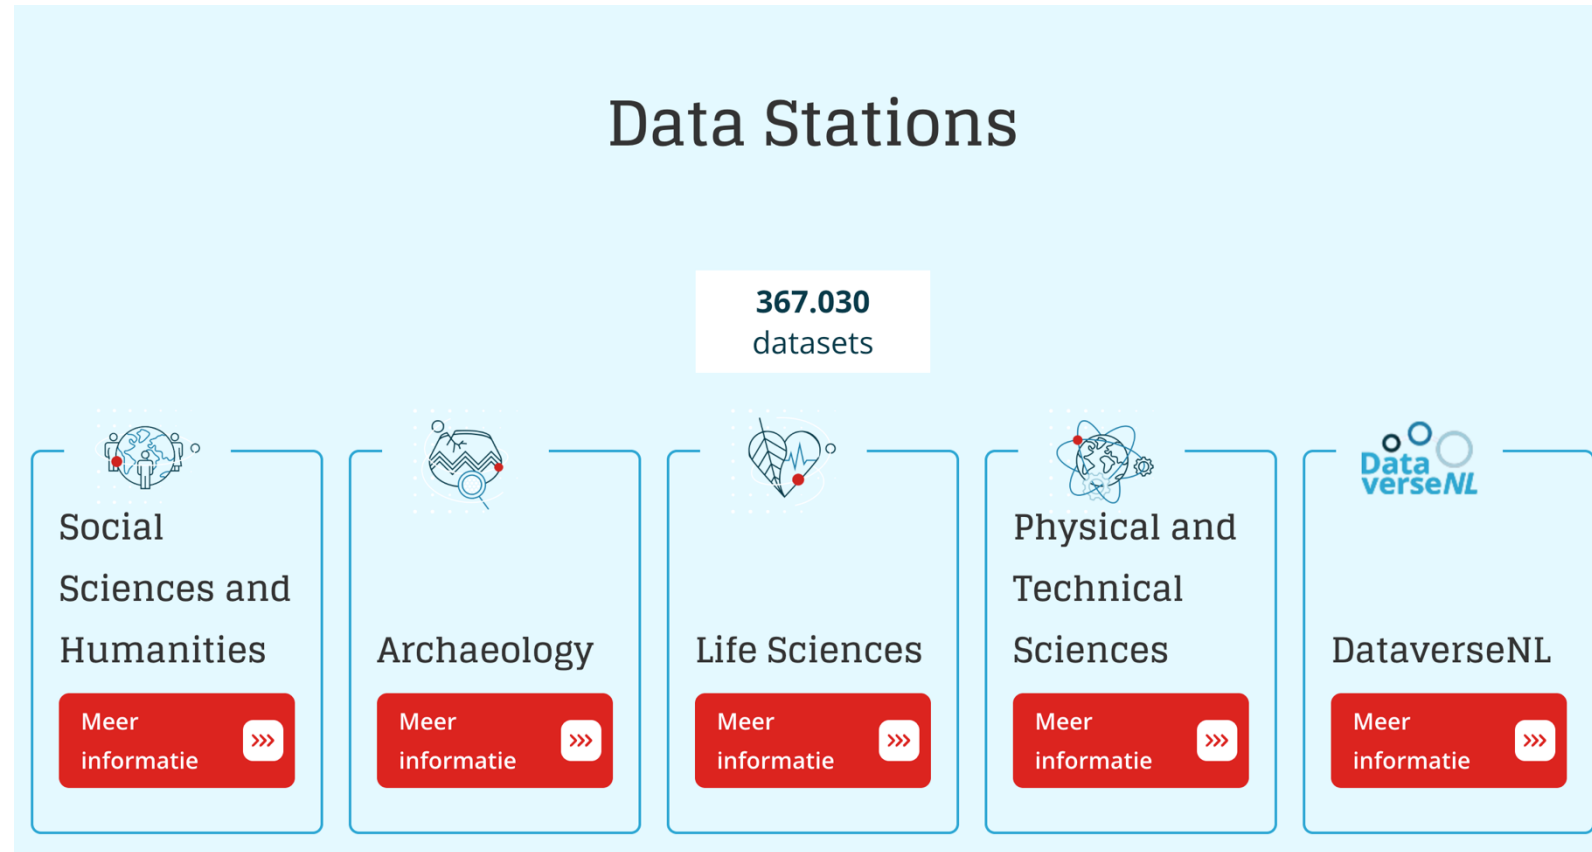 Data Stations
367.030
datasets
Data
verseNL
Social
Sciences and
Humanities
Archaeology
Life Sciences
Physical and
Technical
Sciences
DataverseNL
Meer
informatie
Meer
informatie
Meer
informatie
Meer
informatie
Meer
informatie